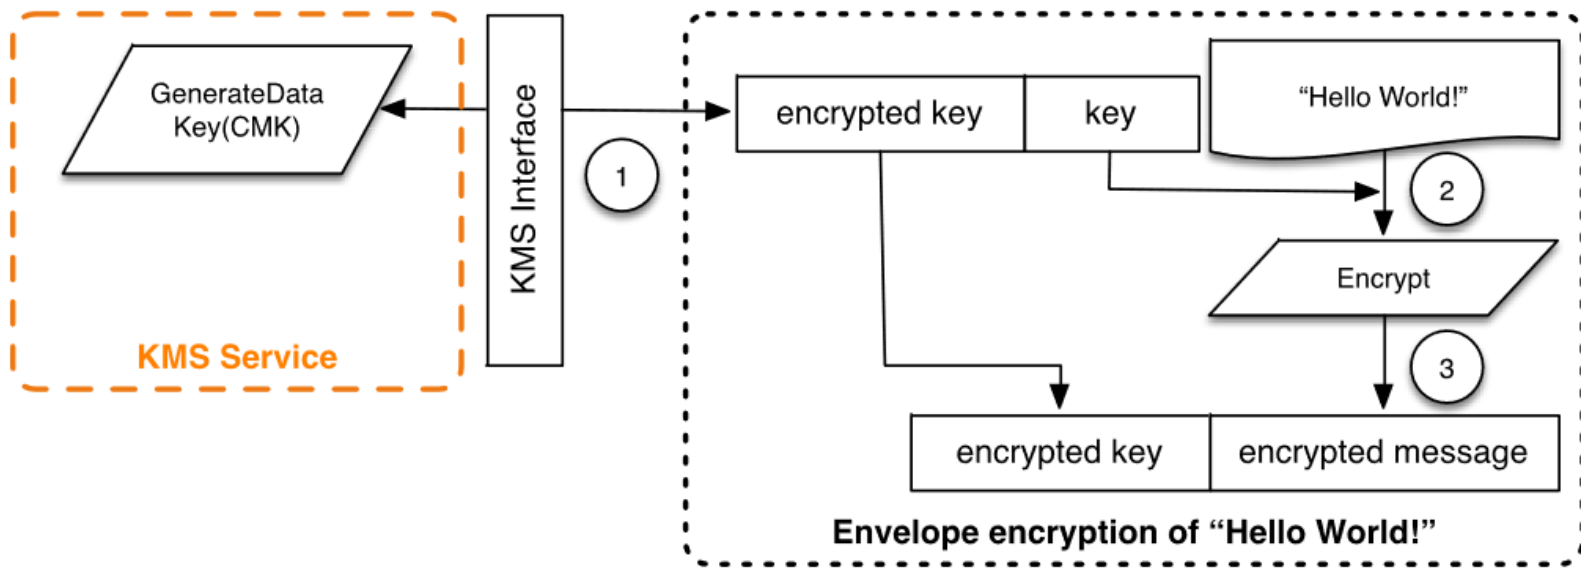 GenerateData
Key(CMK)
KMS Service
KMS Interface
1
encrypted key
key
“Hello World!”
2
Encrypt
3
encrypted key
encrypted message
Envelope encryption of “Hello World!”